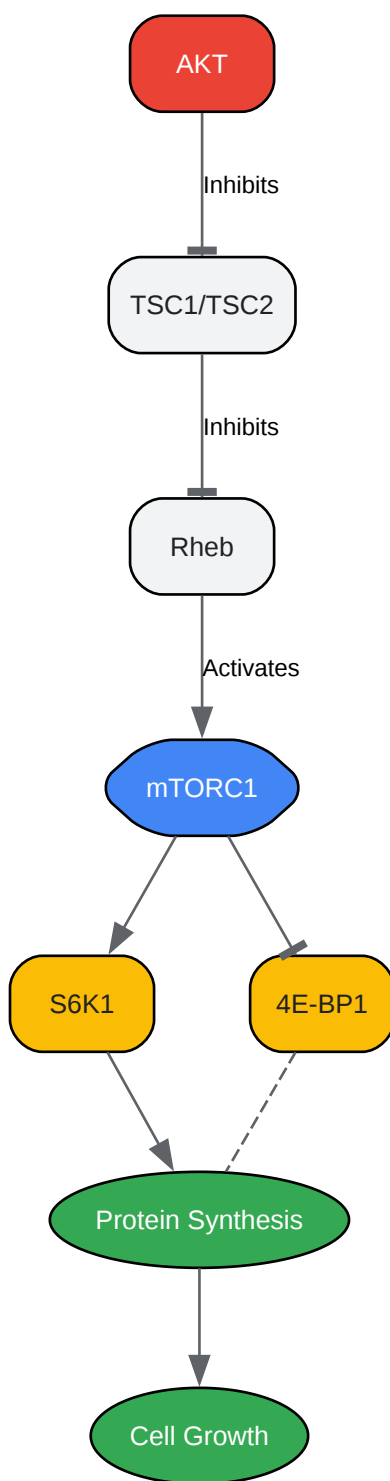 AKT
Inhibits
TSC1/TSC2
Inhibits
Rheb
Activates
mTORC1
S6K1
4E-BP1
Protein Synthesis
Cell Growth